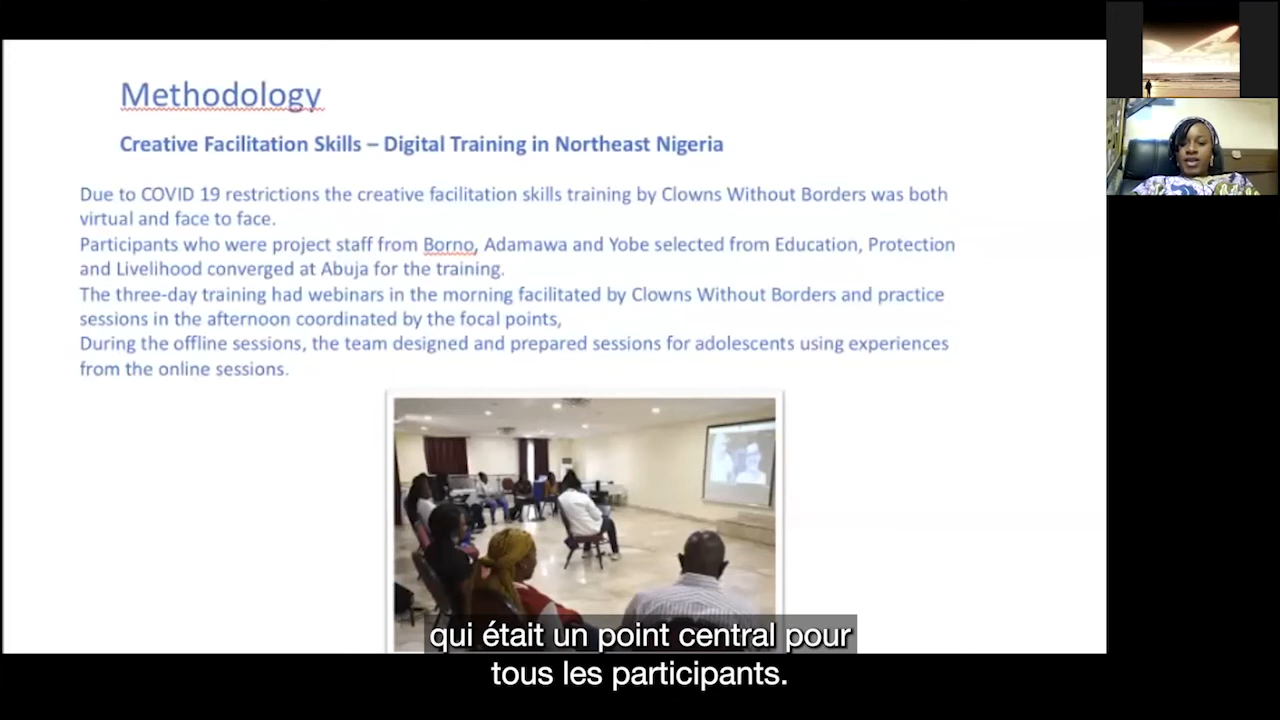 Methodology
Creative Facilitation Skills – Digital Training in Northeast Nigeria
Due to COVID 19 restrictions the creative facilitation skills training by Clowns Without Borders was both
virtual and face to face.
Participants who were project staff from Borno, Adamawa and Yobe selected from Education, Protection
and Livelihood converged at Abuja for the training.
The three-day training had webinars in the morning facilitated by Clowns Without Borders and practice
sessions in the afternoon coordinated by the focal points,
During the offline sessions, the team designed and prepared sessions for adolescents using experiences
from the online sessions.
qui était un point central pour
tous les participants.